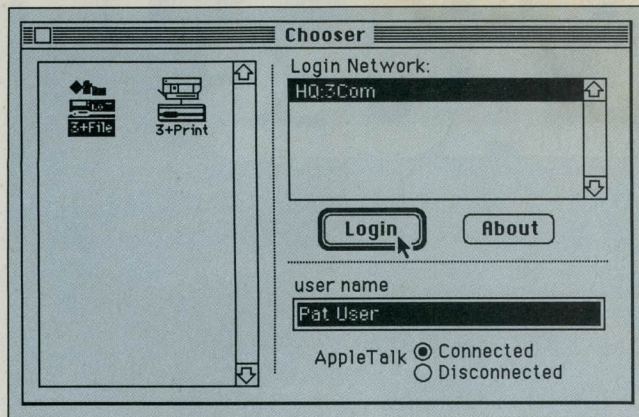 Chooser
3+File 3+Print
Login Network:
HQ:3Com
Login About
user name
Pat User
AppleTalk Connected
Disconnected